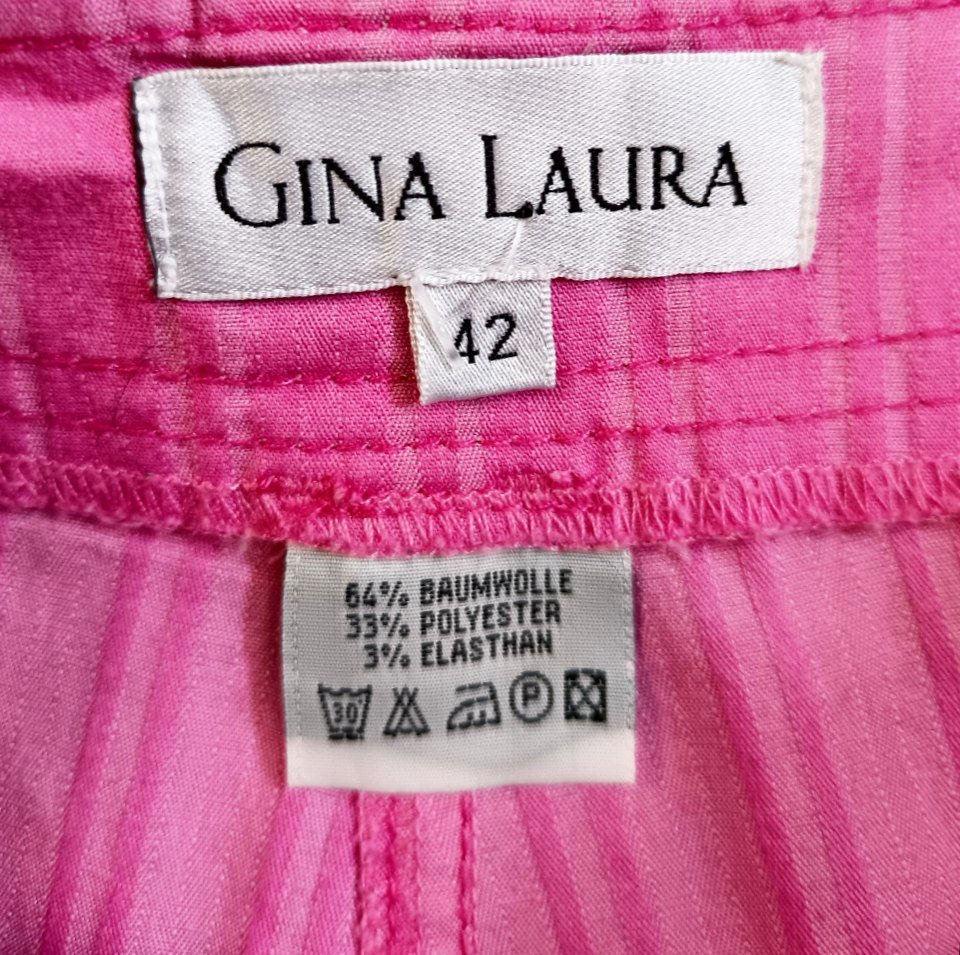 GINA LAURA
42
64% BAUMWOLLE
33% POLYESTER
3% ELASTHAN
30 P